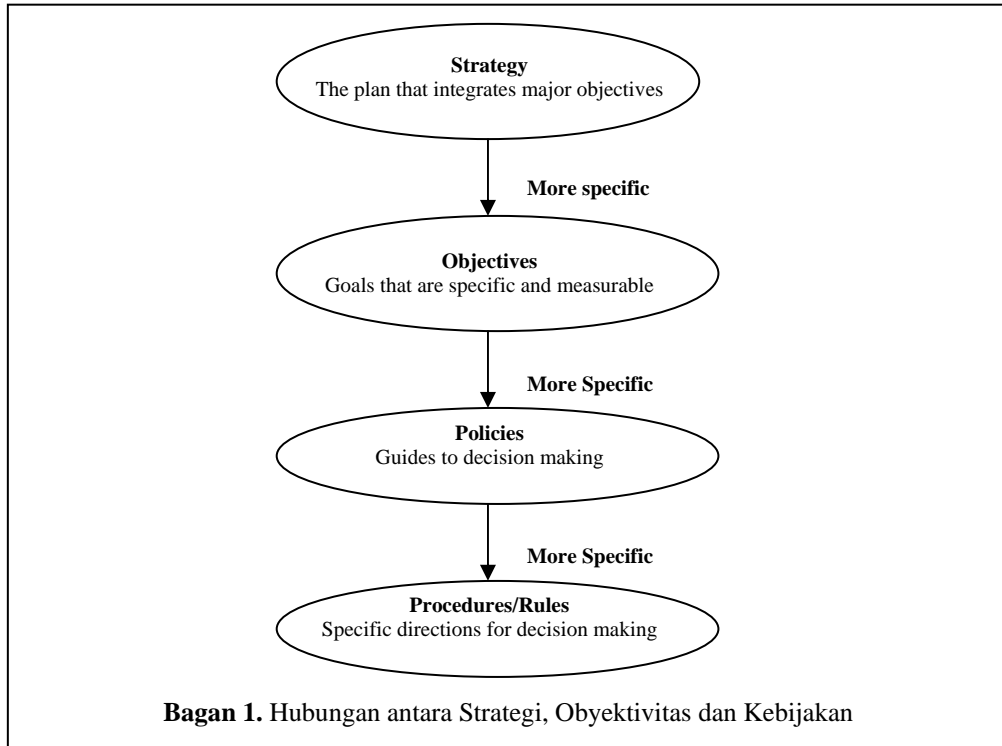 Strategy
The plan that integrates major objectives
More specific
Objectives
Goals that are specific and measurable
More Specific
Policies
Guides to decision making
More Specific
Procedures/Rules
Specific directions for decision making
Bagan 1. Hubungan antara Strategi, Obyektivitas dan Kebijakan